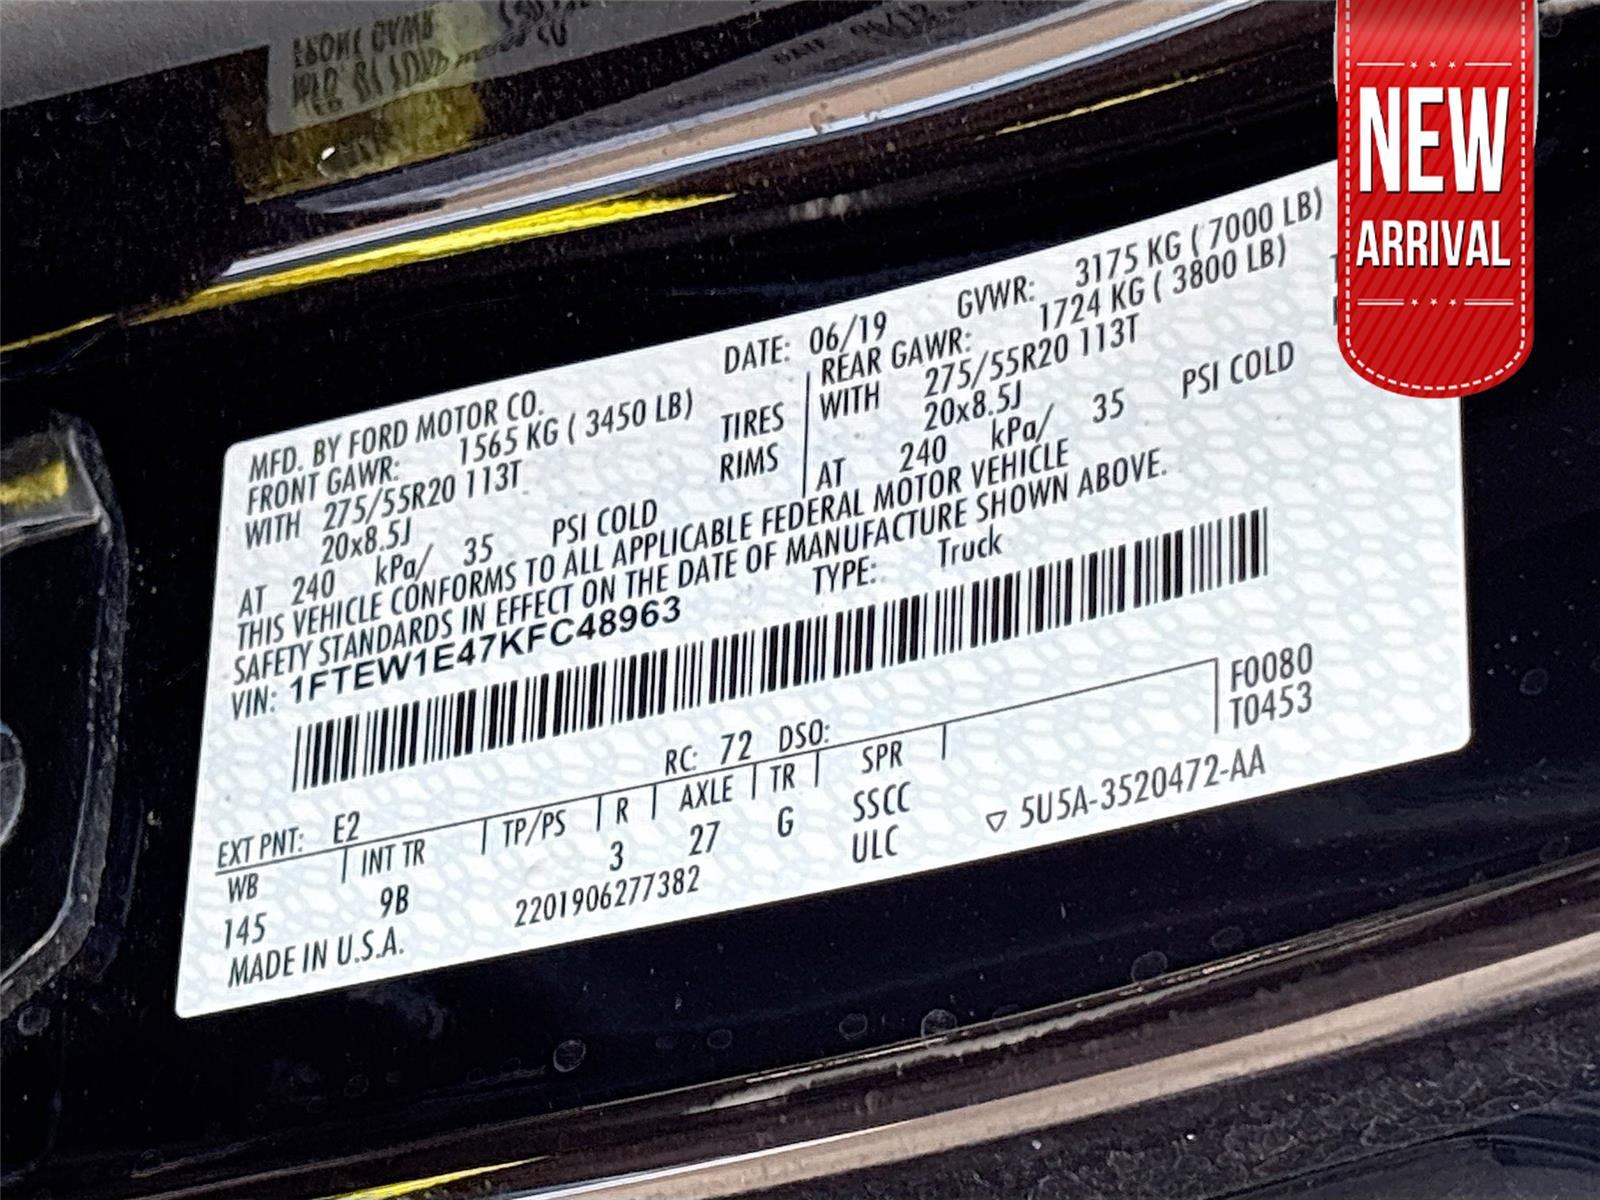 NEW
ARRIVAL
MFD. BY FORD MOTOR CO.
DATE: 06/19
GVWR: 3175 KG ( 7000 LB)
FRONT GAWR: 1565 KG ( 3450 LB)
REAR GAWR: 1724 KG ( 3800 LB)
WITH 275/55R20 113T TIRES
WITH 275/55R20 113T
20x8.5J RIMS
20x8.5J
AT 240 kPa/ 35 PSI COLD
AT 240 kPa/ 35 PSI COLD
THIS VEHICLE CONFORMS TO ALL APPLICABLE FEDERAL MOTOR VEHICLE
SAFETY STANDARDS IN EFFECT ON THE DATE OF MANUFACTURE SHOWN ABOVE.
VIN: 1FTEW1E47KFC48963
TYPE: Truck
F0080
T0453
EXT PNT: E2 RC: 72 DSO:
WB INT TR TP/PS R AXLE TR SPR
145 9B 3 27 G SSCC
ULC
MADE IN U.S.A. 2201906277382
▽ 5U5A-3520472-AA